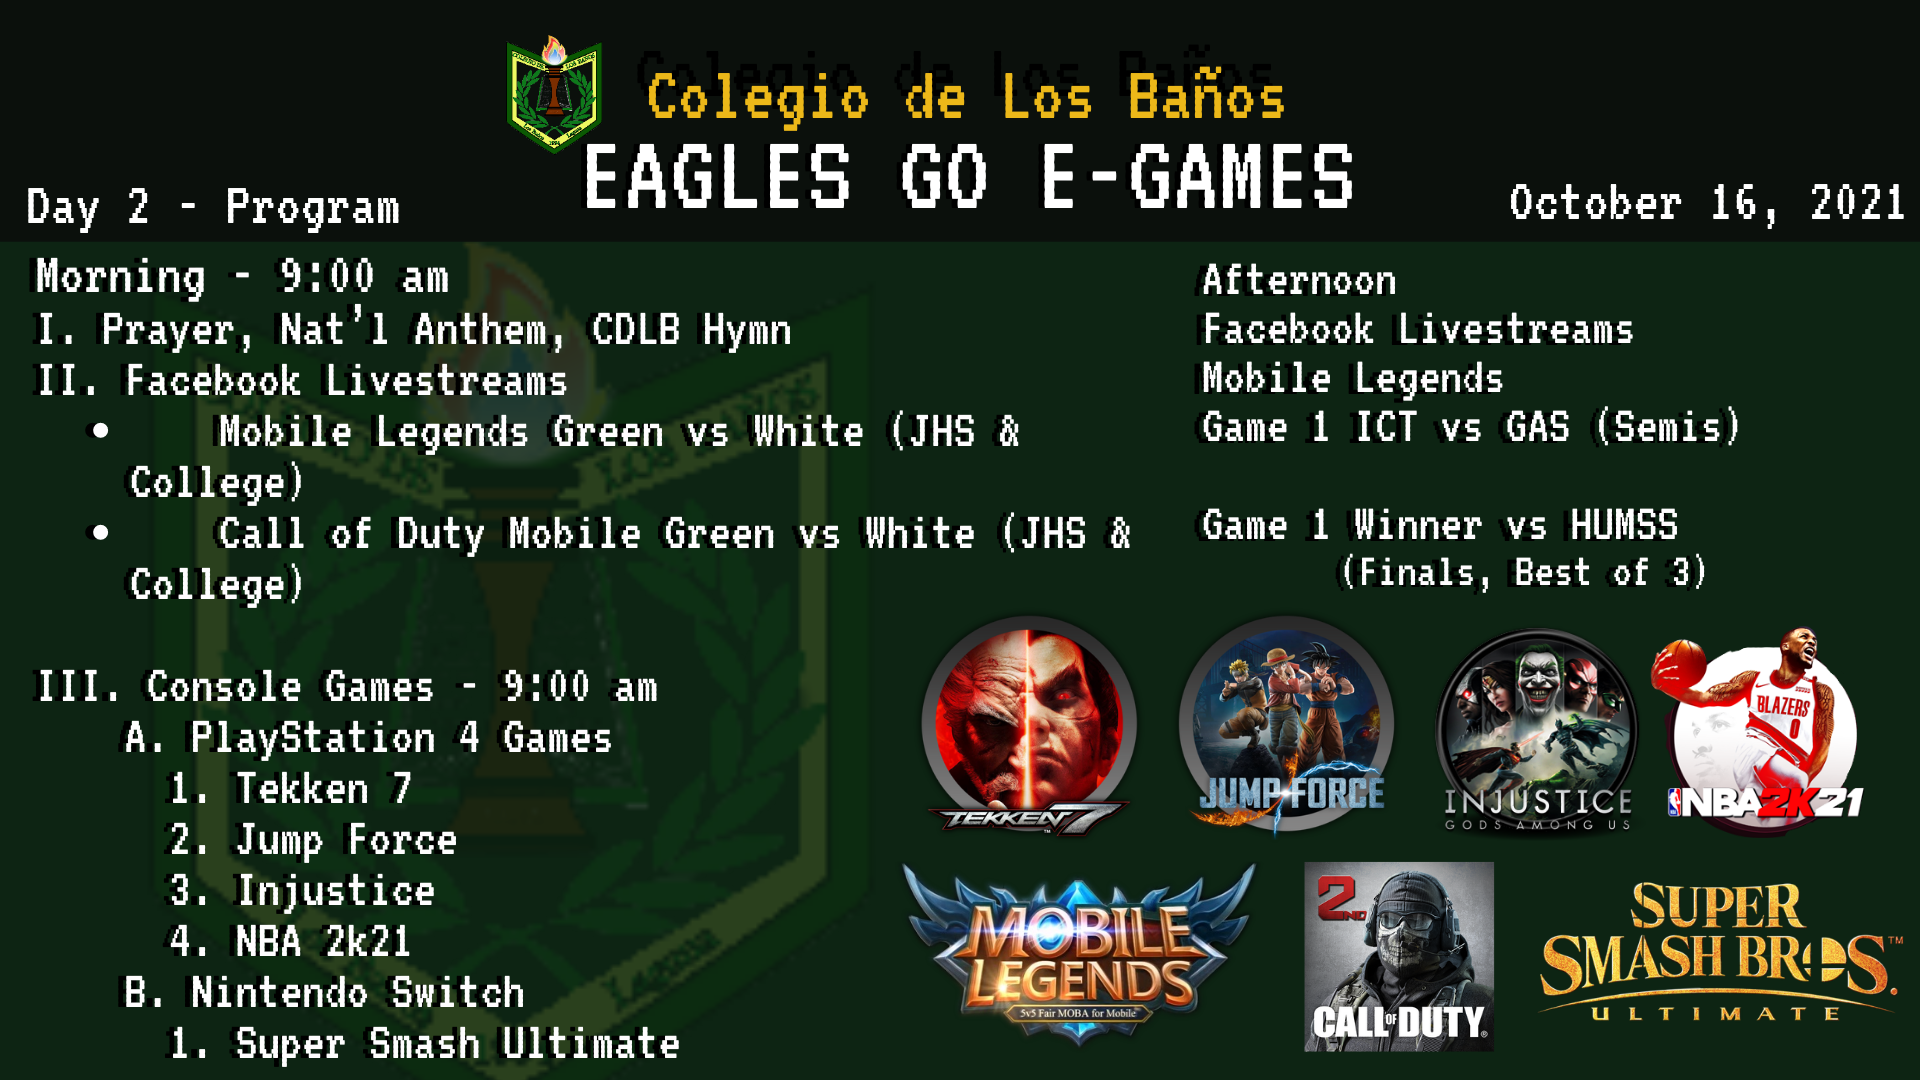 Colegio de Los Baños
EAGLES GO E-GAMES
Day 2 - Program
October 16, 2021
Morning - 9:00 am
I. Prayer, Nat'l Anthem, CDLB Hymn
II. Facebook Livestreams
• Mobile Legends Green vs White (JHS &
College)
• Call of Duty Mobile Green vs White (JHS &
College)
III. Console Games - 9:00 am
A. PlayStation 4 Games
1. Tekken 7
2. Jump Force
3. Injustice
4. NBA 2k21
B. Nintendo Switch
1. Super Smash Ultimate
Afternoon
Facebook Livestreams
Mobile Legends
Game 1 ICT vs GAS (Semis)
Game 1 Winner vs HUMSS
(Finals, Best of 3)
TEKKEN 7
JUMP FORCE
INJUSTICE
GODS AMONG US
BLAZERS
0
NBA 2K21
MOBILE
LEGENDS
5v5 Fair MOBA for Mobile
2ND
CALL OF DUTY
SUPER
SMASH BROS.™
ULTIMATE